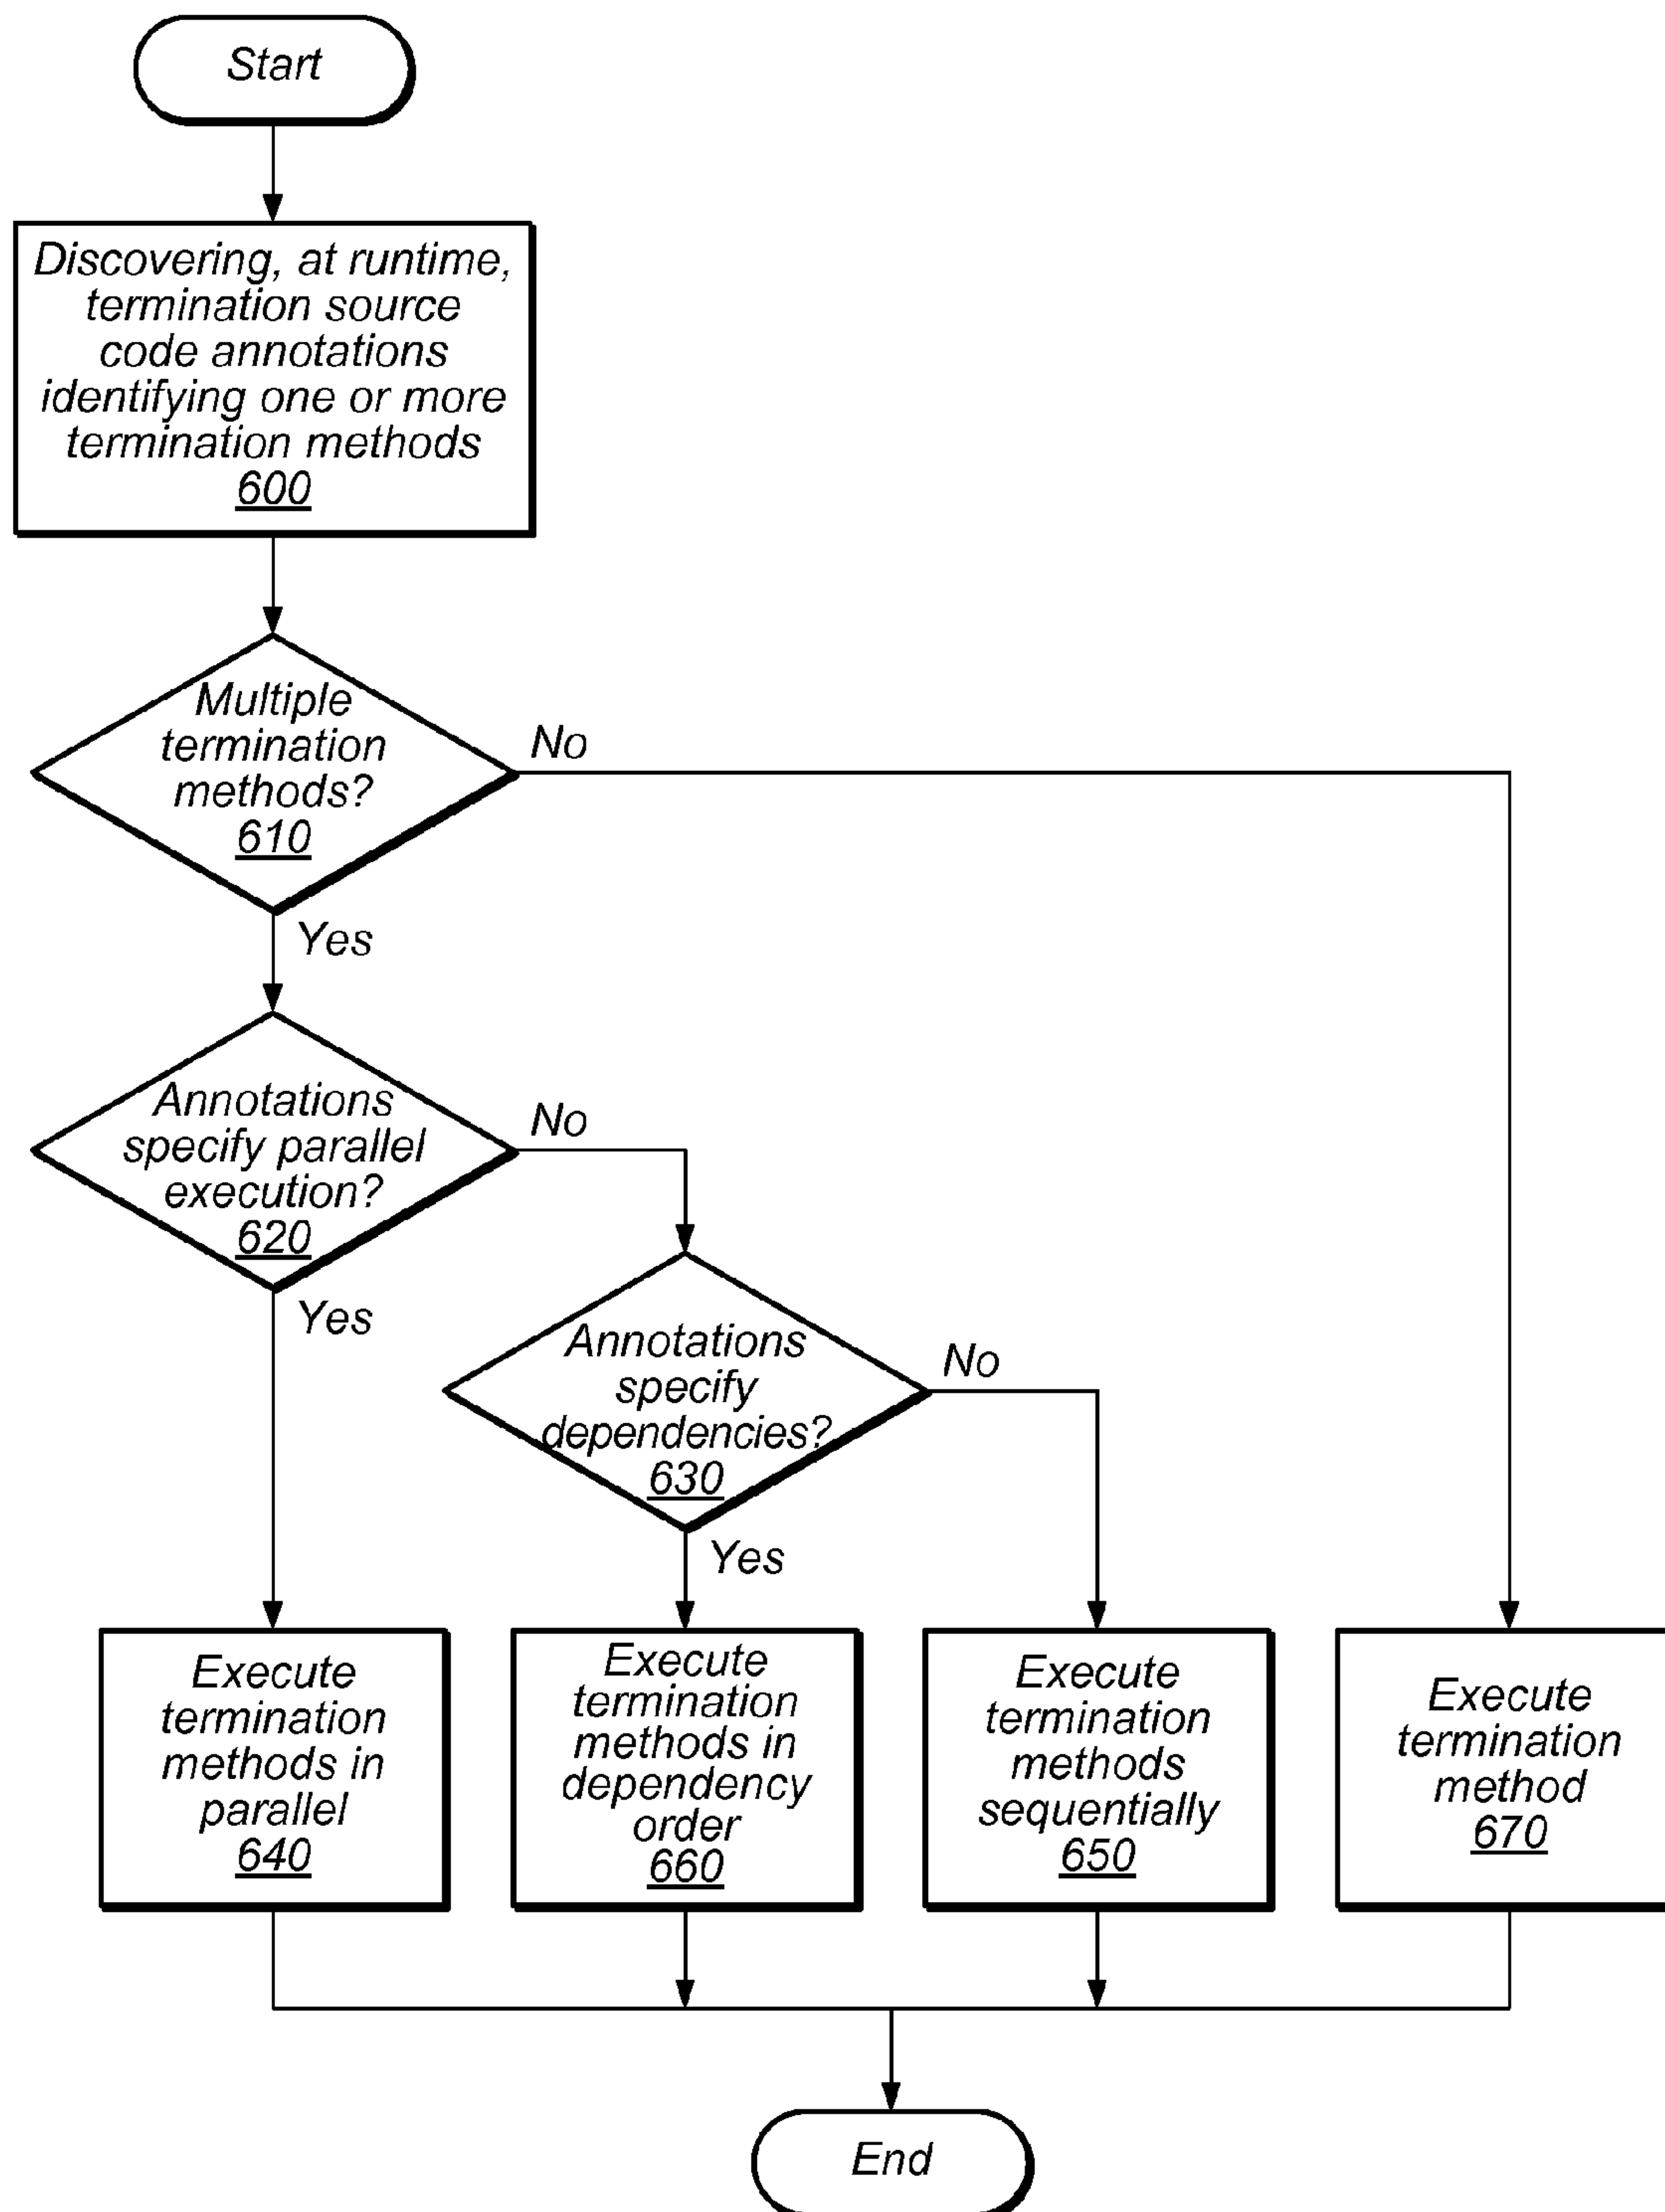 Start
Discovering, at runtime,
termination source
code annotations
identifying one or more
termination methods
600
Multiple
termination
methods?
610
No
Yes
Annotations
specify parallel
execution?
620
No
Yes
Annotations
specify
dependencies?
630
No
Yes
Execute
termination
methods in
parallel
640
Execute
termination
methods in
dependency
order
660
Execute
termination
methods
sequentially
650
Execute
termination
method
670
End